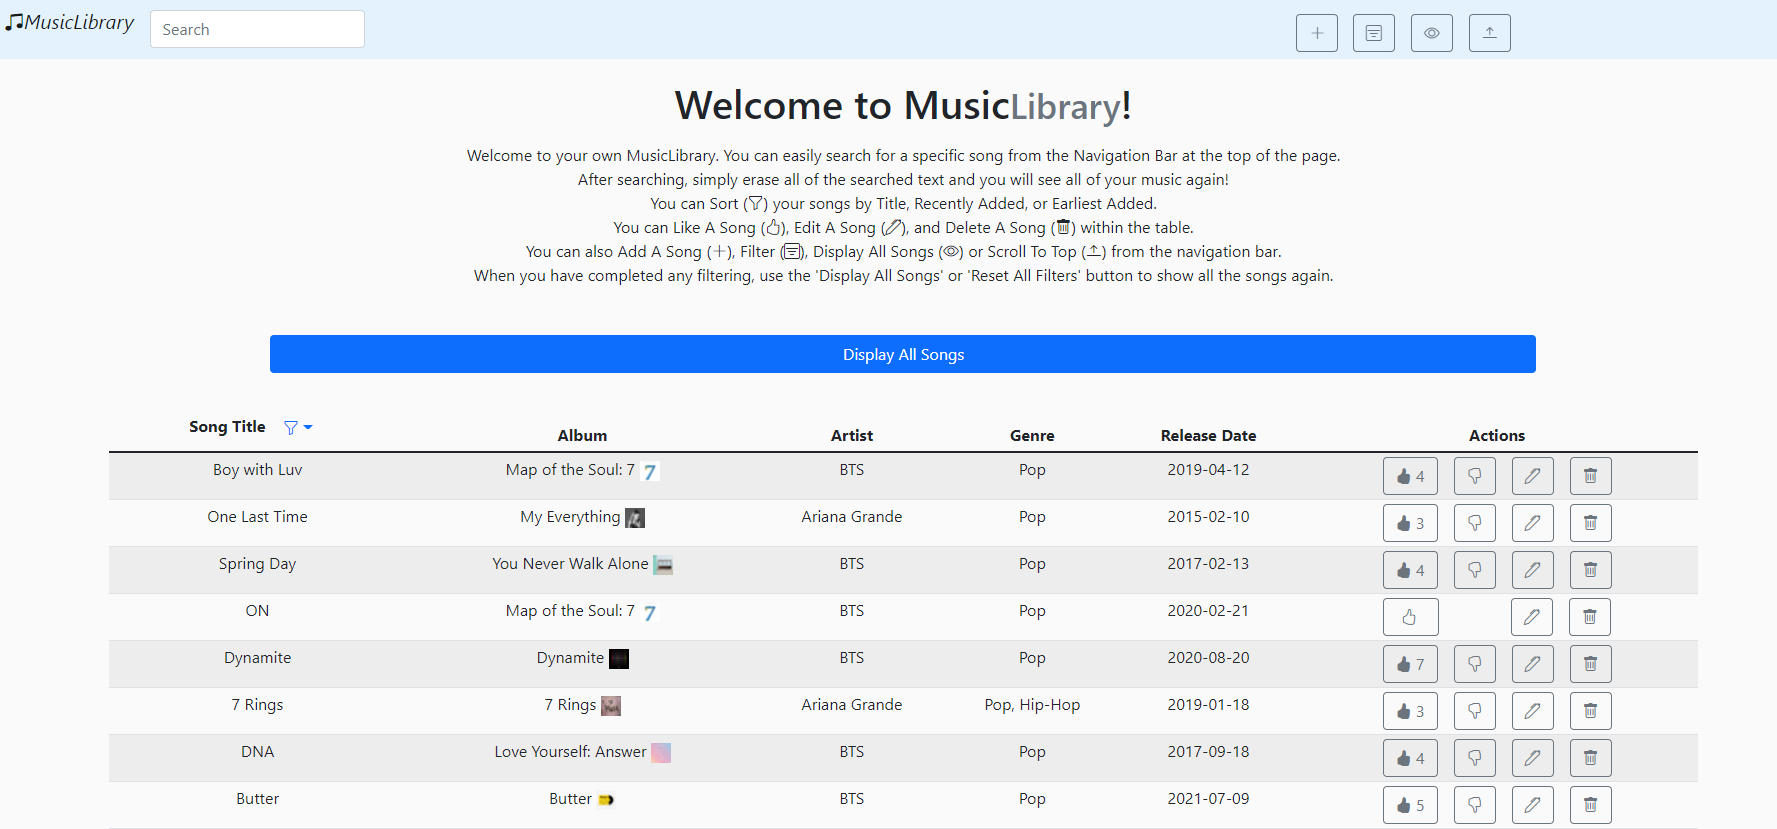 MusicLibrary Search
Welcome to MusicLibrary!
Welcome to your own MusicLibrary. You can easily search for a specific song from the Navigation Bar at the top of the page.
After searching, simply erase all of the searched text and you will see all of your music again!
You can Sort () your songs by Title, Recently Added, or Earliest Added.
You can Like A Song (), Edit A Song (), and Delete A Song () within the table.
You can also Add A Song (+), Filter (), Display All Songs () or Scroll To Top () from the navigation bar.
When you have completed any filtering, use the 'Display All Songs' or 'Reset All Filters' button to show all the songs again.
Display All Songs
Song Title Album Artist Genre Release Date Actions
Boy with Luv Map of the Soul: 7 7 BTS Pop 2019-04-12 4
One Last Time My Everything Ariana Grande Pop 2015-02-10 3
Spring Day You Never Walk Alone BTS Pop 2017-02-13 4
ON Map of the Soul: 7 7 BTS Pop 2020-02-21
Dynamite Dynamite BTS Pop 2020-08-20 7
7 Rings 7 Rings Ariana Grande Pop, Hip-Hop 2019-01-18 3
DNA Love Yourself: Answer BTS Pop 2017-09-18 4
Butter Butter BTS Pop 2021-07-09 5